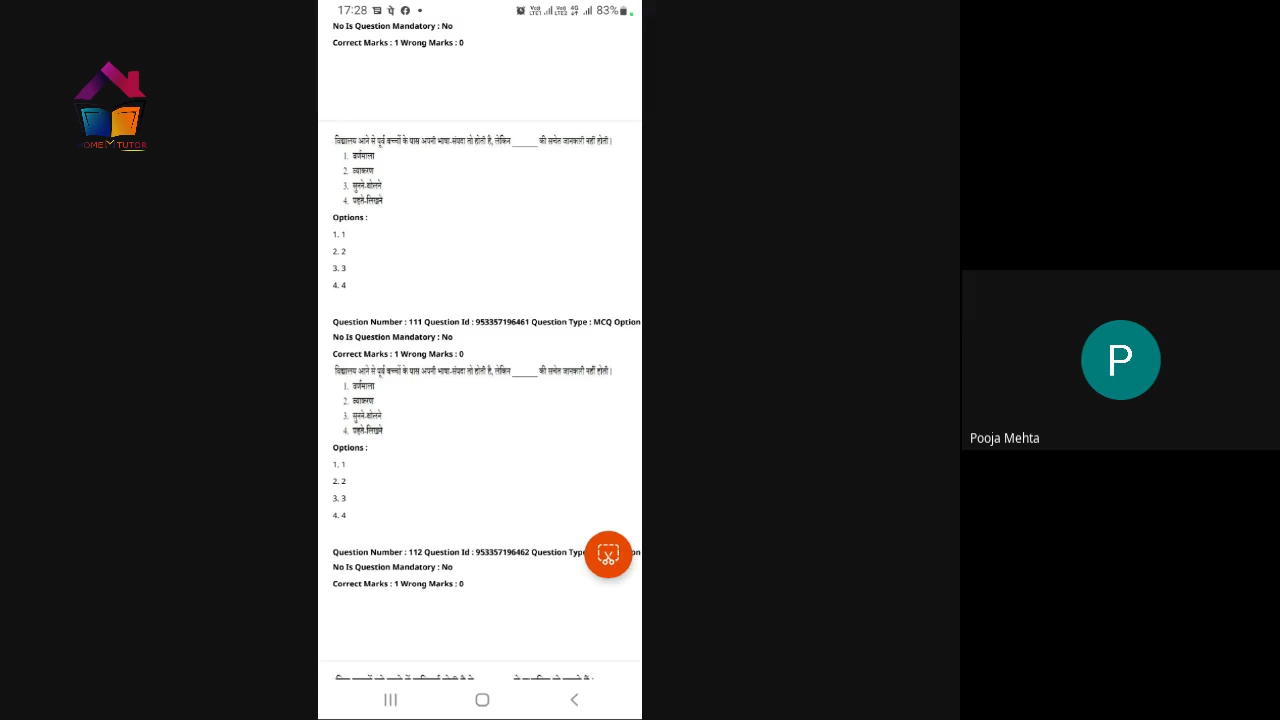 17:28
83%
No Is Question Mandatory : No
Correct Marks : 1 Wrong Marks : 0
HOME TUTOR
विद्यालय आने से पूर्व बच्चों के पास अपनी भाषा-संपदा तो होती है, लेकिन ______ की सचेत जानकारी नहीं होती।
1. वर्णमाला
2. व्याकरण
3. सुनने-बोलने
4. पढ़ने-लिखने
Options :
1. 1
2. 2
3. 3
4. 4
Question Number : 111 Question Id : 953357196461 Question Type : MCQ Option
No Is Question Mandatory : No
Correct Marks : 1 Wrong Marks : 0
विद्यालय आने से पूर्व बच्चों के पास अपनी भाषा-संपदा तो होती है, लेकिन ______ की सचेत जानकारी नहीं होती।
1. वर्णमाला
2. व्याकरण
3. सुनने-बोलने
4. पढ़ने-लिखने
Options :
1. 1
2. 2
3. 3
4. 4
Question Number : 112 Question Id : 953357196462 Question
No Is Question Mandatory : No
Correct Marks : 1 Wrong Marks : 0
P
Pooja Mehta